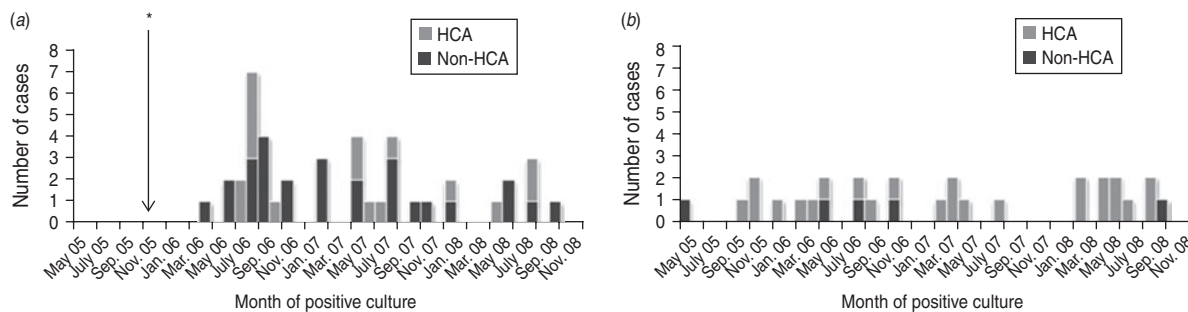 (a)
*
HCA
Non-HCA
Number of cases
8
7
6
5
4
3
2
1
0
May 05
July 05
Sep. 05
Nov. 05
Jan. 06
Mar. 06
May 06
July 06
Sep. 06
Nov. 06
Jan. 07
Mar. 07
May 07
July 07
Sep. 07
Nov. 07
Jan. 08
Mar. 08
May 08
July 08
Sep. 08
Nov. 08
Month of positive culture
(b)
HCA
Non-HCA
Number of cases
8
7
6
5
4
3
2
1
0
May 05
July 05
Sep. 05
Nov. 05
Jan. 06
Mar. 06
May 06
July 06
Sep. 06
Nov. 06
Jan. 07
Mar. 07
May 07
July 07
Sep. 07
Nov. 07
Jan. 08
Mar. 08
May 08
July 08
Sep. 08
Nov. 08
Month of positive culture